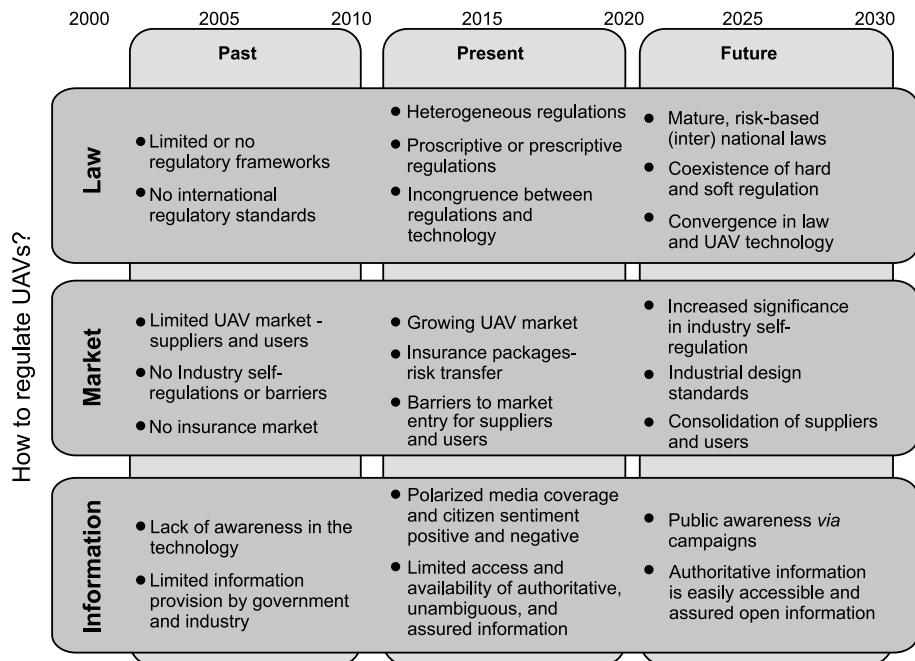 2000 2005 2010 2015 2020 2025 2030
Past
Present
Future
How to regulate UAVs?
Law
● Limited or no
regulatory frameworks
● No international
regulatory standards
● Heterogeneous regulations
● Proscriptive or prescriptive
regulations
● Incongruence between
regulations and
technology
● Mature, risk-based
(inter) national laws
● Coexistence of hard
and soft regulation
● Convergence in law
and UAV technology
Market
● Limited UAV market -
suppliers and users
● No Industry self-
regulations or barriers
● No insurance market
● Growing UAV market
● Insurance packages-
risk transfer
● Barriers to market
entry for suppliers
and users
● Increased significance
in industry self-
regulation
● Industrial design
standards
● Consolidation of suppliers
and users
Information
● Lack of awareness in the
technology
● Limited information
provision by government
and industry
● Polarized media coverage
and citizen sentiment
positive and negative
● Limited access and
availability of authoritative,
unambiguous, and
assured information
● Public awareness via
campaigns
● Authoritative information
is easily accessible and
assured open information